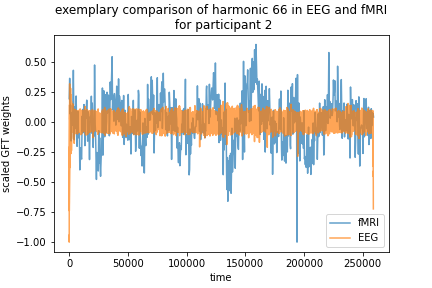 exemplary comparison of harmonic 66 in EEG and fMRI
for participant 2
scaled GFT weights
0.50
0.25
0.00
−0.25
−0.50
−0.75
−1.00
fMRI
EEG
0 50000 100000 150000 200000 250000
time